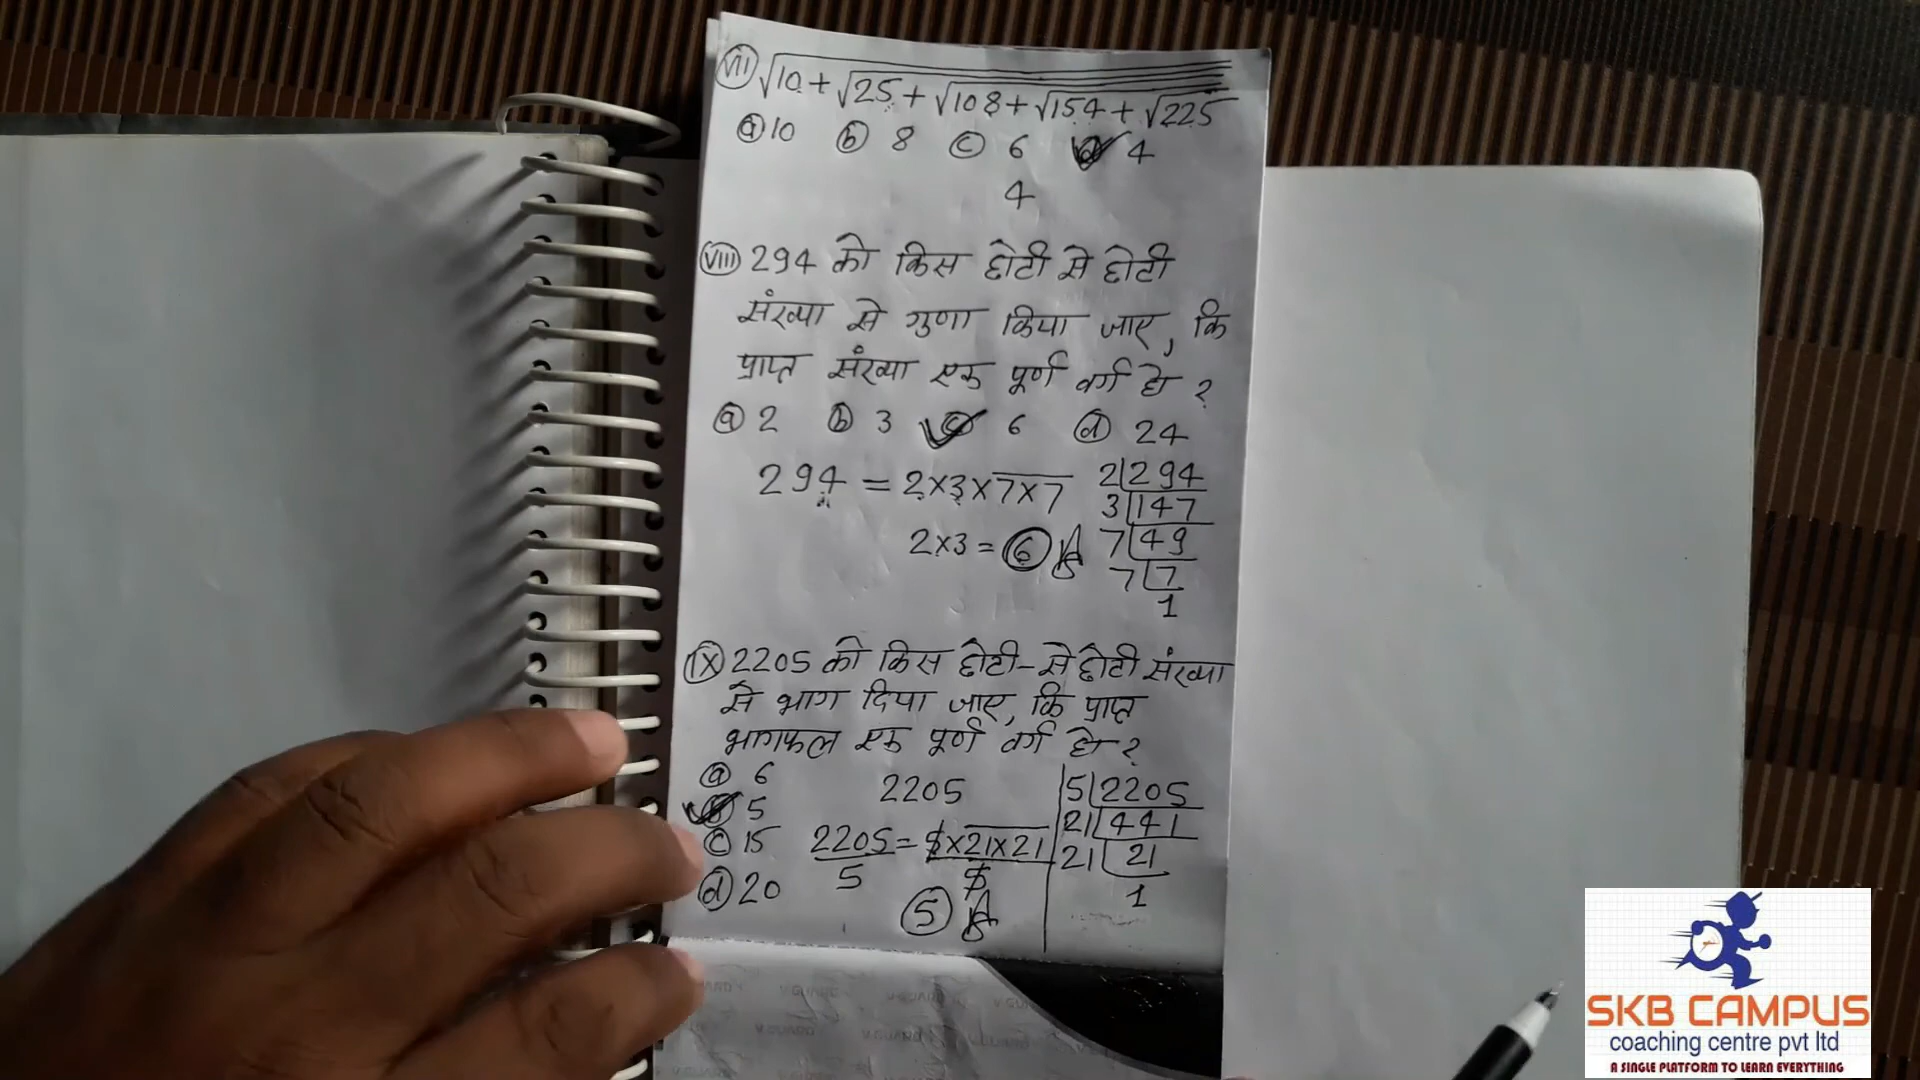 VII √10 + √25 + √108 + √154 + √225
a 10 b 8 c 6 d 4
4
VIII 294 को किस छोटी से छोटी
संख्या से गुणा किया जाए, कि
प्राप्त संख्या एक पूर्ण वर्ग हो ?
a 2 b 3 c 6 d 24
294 = 2×3×7×7
2×3 = 6
2 294
3 147
7 49
7 7
1
IX 2205 को किस छोटी-से छोटी संख्या
से भाग दिया जाए, कि प्राप्त
भागफल एक पूर्ण वर्ग हो ?
a 6
b 5
c 15
d 20
2205
2205/5 = 5×21×21/5
5
5 2205
21 441
21 21
1
SKB CAMPUS
coaching centre pvt ltd
A SINGLE PLATFORM TO LEARN EVERYTHING